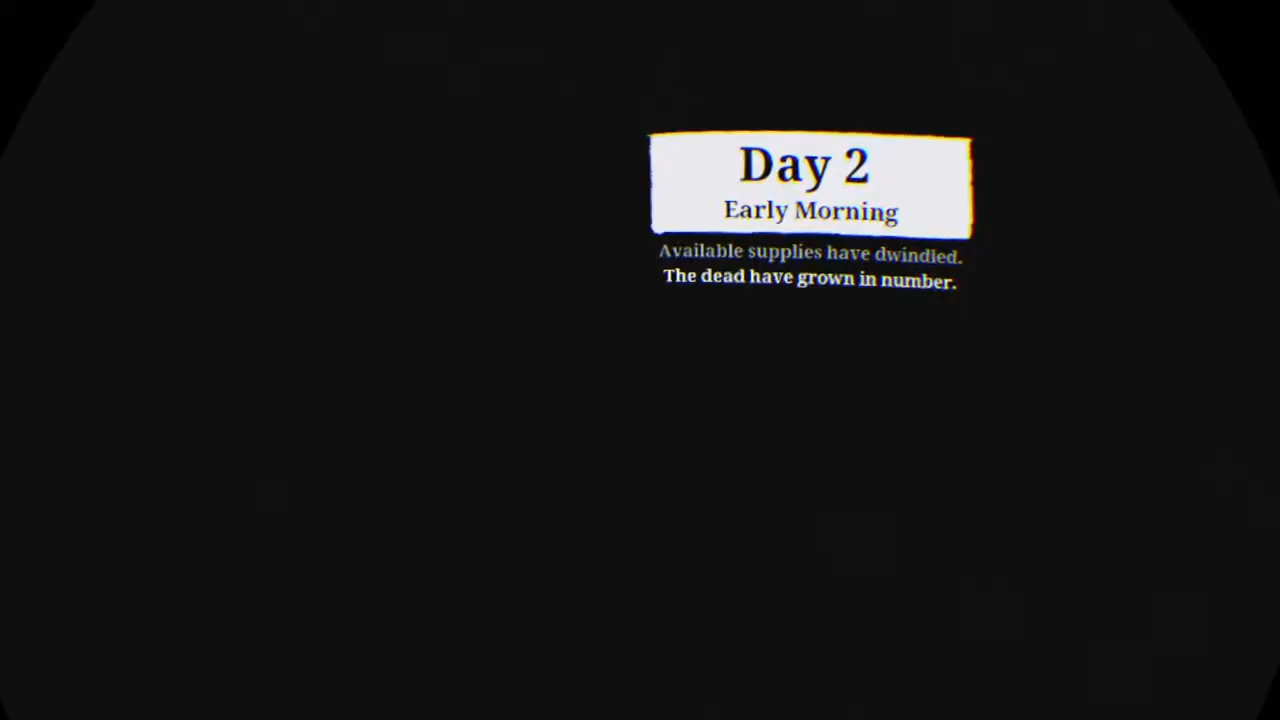 Day 2
Early Morning
Available supplies have dwindled.
The dead have grown in number.